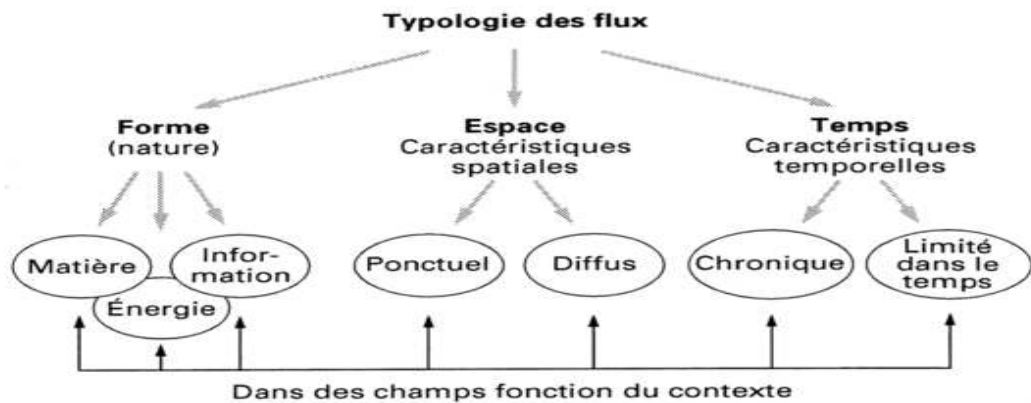 Typologie des flux
Forme
(nature)
Espace
Caractéristiques
spatiales
Temps
Caractéristiques
temporelles
Matière
Énergie
Infor-
mation
Ponctuel
Diffus
Chronique
Limité
dans le
temps
Dans des champs fonction du contexte